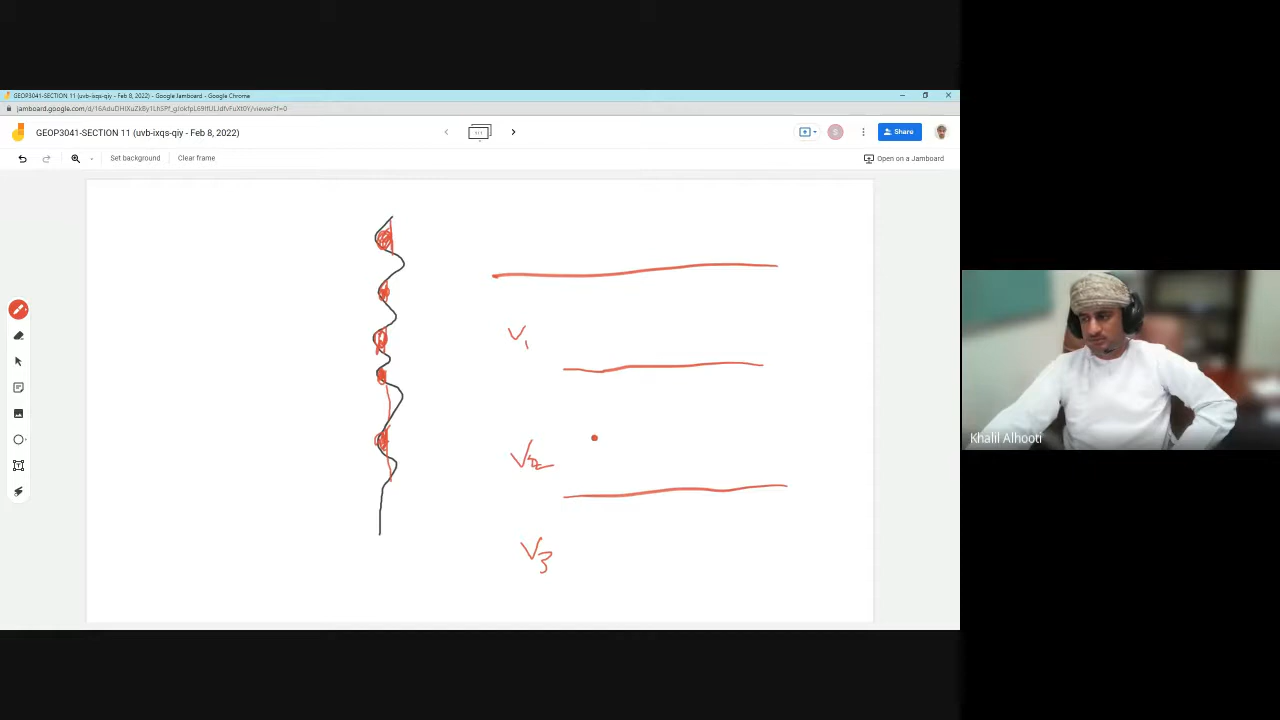 GEOP3041-SECTION 11 (uvb-ixqs-qiy - Feb 8, 2022) - Google Jamboard - Google Chrome
GEOP3041-SECTION 11 (uvb-ixqs-qiy - Feb 8, 2022)
S
Share
Set background
Clear frame
Open on a Jamboard
V1
V2
V3
Khalil Alhooti